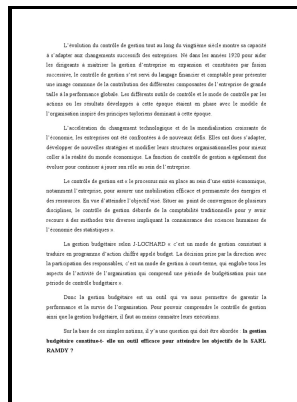 L'évolution du contrôle de gestion tout au long du vingtième siècle montre sa capacité
à s'adapter aux changements successifs des entreprises. Né dans les années 1920 pour aider
les dirigeants à maitriser la gestion d'entreprise en expansion et constituées par fusion
successive, le contrôle de gestion s'est servi du langage financier et comptable pour présenter
une image commune de la contribution des différentes composantes de l'entreprise de grande
taille à la performance globale. Les différents outils de contrôle et le mode de contrôle par les
actions ou les résultats développés à cette époque étaient en phase avec le modèle de
l'organisation inspiré des principes tayloriens dominant à cette époque.
L'accélération du changement technologique et de la mondialisation croissante de
l'économie, les entreprises ont été confrontées à de nouveaux défis. Elles ont dues s'adapter,
développer de nouvelles stratégies et modifier leurs structures organisationnelles pour mieux
coller à la réalité du monde économique. La fonction de contrôle de gestion a également due
évoluer pour continuer à jouer son rôle au sein de l'entreprise.
Le contrôle de gestion est « le processus mis en place au sein d'une entité économique,
notamment l'entreprise, pour assurer une mobilisation efficace et permanente des énergies et
des ressources. En vue d'atteindre l'objectif visé. Situer au point de convergence de plusieurs
disciplines, le contrôle de gestion déborde de la comptabilité traditionnelle pour y avoir
recourt à des méthodes très diverses impliquant la connaissance des sciences humaines de
l'économie des statistiques ».
La gestion budgétaire selon J-LOCHARD « c'est un mode de gestion consistant à
traduire en programme d'action chiffré appelé budget. La décision prise par la direction avec
la participation des responsables, c'est un mode de gestion à court-terme, qui englobe tous les
aspects de l'activité de l'organisation qui comprend une période de budgétisation puis une
période de contrôle budgétaire ».
Donc la gestion budgétaire est un outil qui va nous permettre de garantir la
performance et la survie de l'organisation. Pour pouvoir comprendre le contrôle de gestion
ainsi que la gestion budgétaire, il faut au moins connaitre leurs exécutions.
Sur la base de ces simples notions, il y'a une question qui doit être abordée : la gestion
budgétaire constitue-t- elle un outil efficace pour atteindre les objectifs de la SARL
RAMDY ?